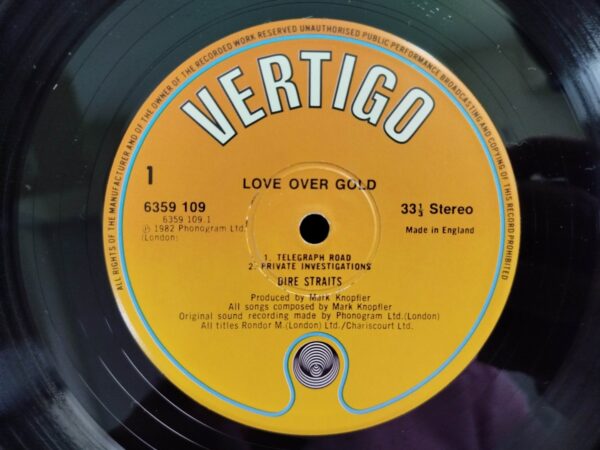 ALL RIGHTS OF THE MANUFACTURER AND OF THE OWNER OF THE RECORDED WORK RESERVED UNAUTHORISED PUBLIC PERFORMANCE BROADCASTING AND COPYING OF THIS RECORD PROHIBITED
VERTIGO
1
LOVE OVER GOLD
6359 109
33⅓ Stereo
6359 109.1
℗ 1982 Phonogram Ltd.
(London)
Made in England
1. TELEGRAPH ROAD
2. PRIVATE INVESTIGATIONS
DIRE STRAITS
Produced by Mark Knopfler
All songs composed by Mark Knopfler
Original sound recording made by Phonogram Ltd.(London)
All titles Rondor M.(London) Ltd./Chariscourt Ltd.